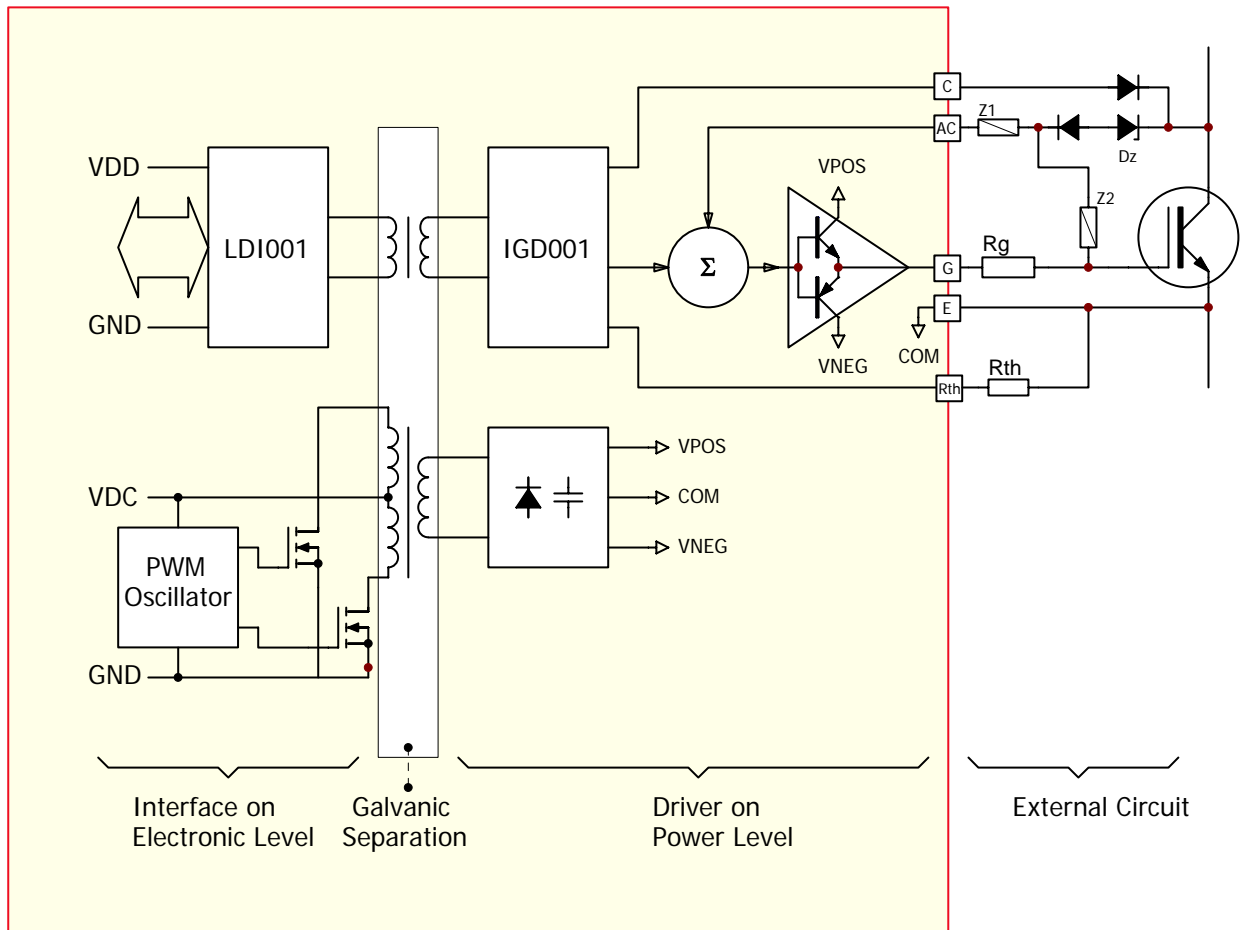 C
Z1
AC
Dz
VDD
VPOS
Z2
LDI001
IGD001
Σ
Rg
G
E
GND
COM
VNEG
Rth
Rth
VPOS
VDC
COM
VNEG
PWM
Oscillator
GND
Interface on
Electronic Level
Galvanic
Separation
Driver on
Power Level
External Circuit